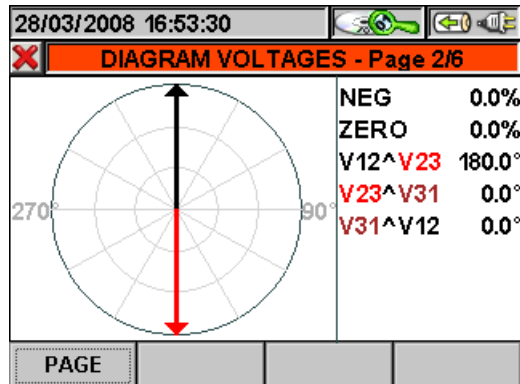 28/03/2008 16:53:30
DIAGRAM VOLTAGES - Page 2/6
NEG 0.0%
ZERO 0.0%
V12^V23 180.0°
V23^V31 0.0°
V31^V12 0.0°
270° 90°
PAGE